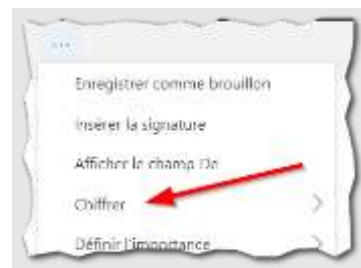 ...
Enregistrer comme brouillon
Insérer la signature
Afficher le champ De
Chiffrer
Définir l'importance